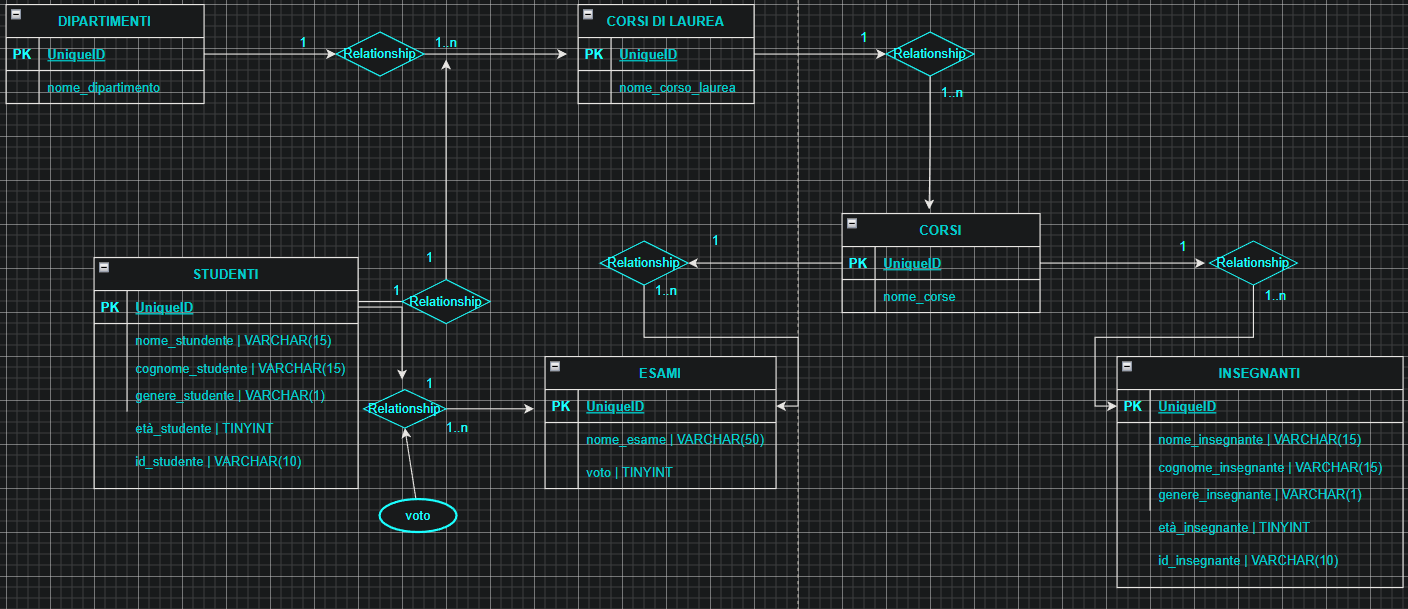 DIPARTIMENTI
PK UniqueID
nome_dipartimento
1
Relationship
1..n
CORSI DI LAUREA
PK UniqueID
nome_corso_laurea
1
Relationship
1..n
CORSI
PK UniqueID
nome_corse
1
Relationship
1..n
1
Relationship
1..n
STUDENTI
PK UniqueID
nome_stundente | VARCHAR(15)
cognome_studente | VARCHAR(15)
genere_studente | VARCHAR(1)
età_studente | TINYINT
id_studente | VARCHAR(10)
1
1
Relationship
1
Relationship
1..n
voto
ESAMI
PK UniqueID
nome_esame | VARCHAR(50)
voto | TINYINT
INSEGNANTI
PK UniqueID
nome_insegnante | VARCHAR(15)
cognome_insegnante | VARCHAR(15)
genere_insegnante | VARCHAR(1)
età_insegnante | TINYINT
id_insegnante | VARCHAR(10)